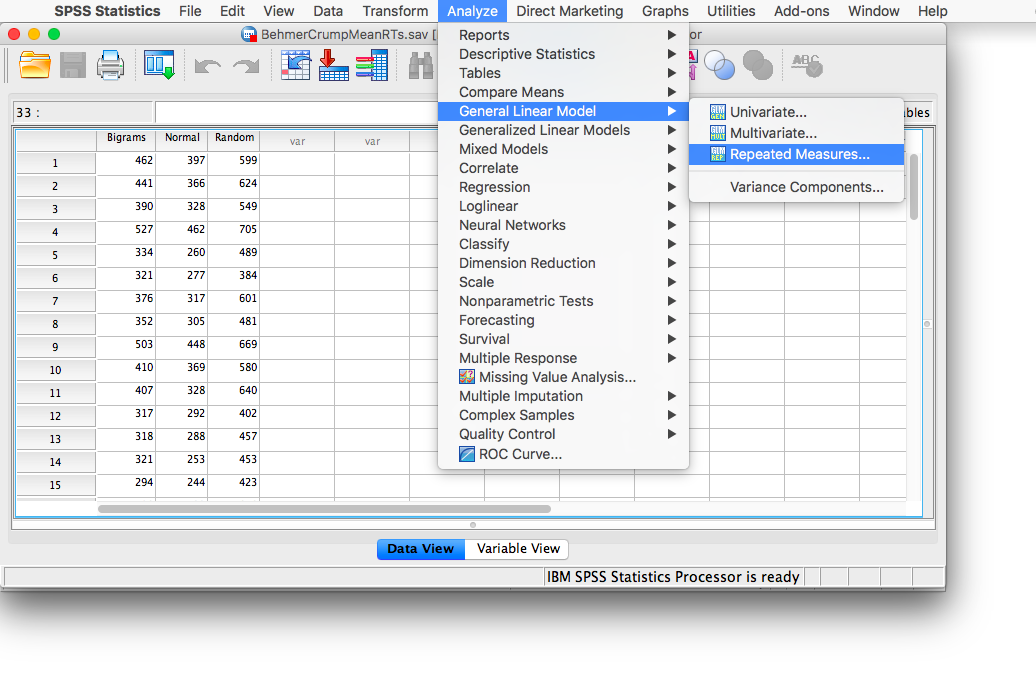 SPSS Statistics File Edit View Data Transform Analyze Direct Marketing Graphs Utilities Add-ons Window Help
BehmerCrumpMeanRTs.sav [ or
Reports
Descriptive Statistics
Tables
Compare Means
General Linear Model
Generalized Linear Models
Mixed Models
Correlate
Regression
Loglinear
Neural Networks
Classify
Dimension Reduction
Scale
Nonparametric Tests
Forecasting
Survival
Multiple Response
Missing Value Analysis...
Multiple Imputation
Complex Samples
Quality Control
ROC Curve...
Univariate...
Multivariate...
Repeated Measures...
Variance Components...
GLM GEN
GLM MULT
GLM REP
A
ABC
33 : ables
Bigrams Normal Random var var
1 462 397 599
2 441 366 624
3 390 328 549
4 527 462 705
5 334 260 489
6 321 277 384
7 376 317 601
8 352 305 481
9 503 448 669
10 410 369 580
11 407 328 640
12 317 292 402
13 318 288 457
14 321 253 453
15 294 244 423
Data View Variable View
IBM SPSS Statistics Processor is ready